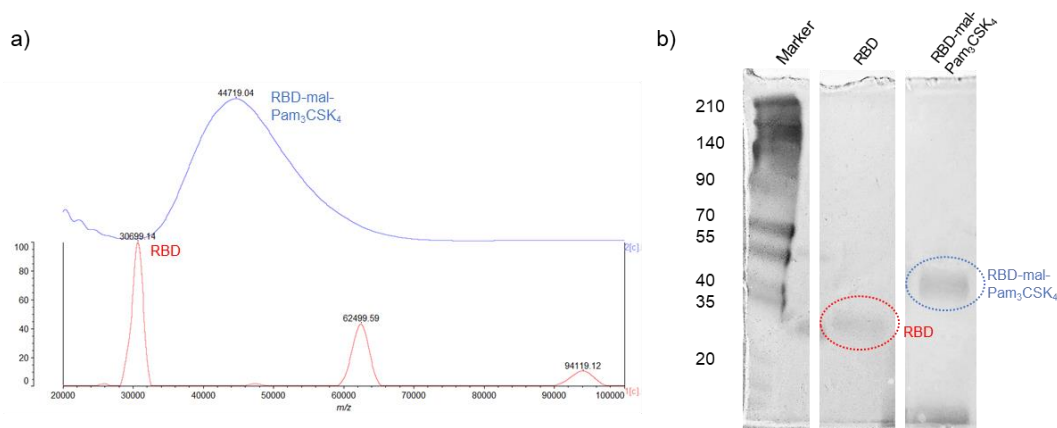 a)
44719.04
RBD-mal-
Pam₃CSK₄
2[c].
100
80
60
40
20
0
30699.14
RBD
62499.59
94119.12
1[c].
20000 30000 40000 50000 60000 70000 80000 90000 100000
m/z
b)
Marker
RBD
RBD-mal-
Pam₃CSK₄
210
140
90
70
55
40
35
20
RBD
RBD-mal-
Pam₃CSK₄